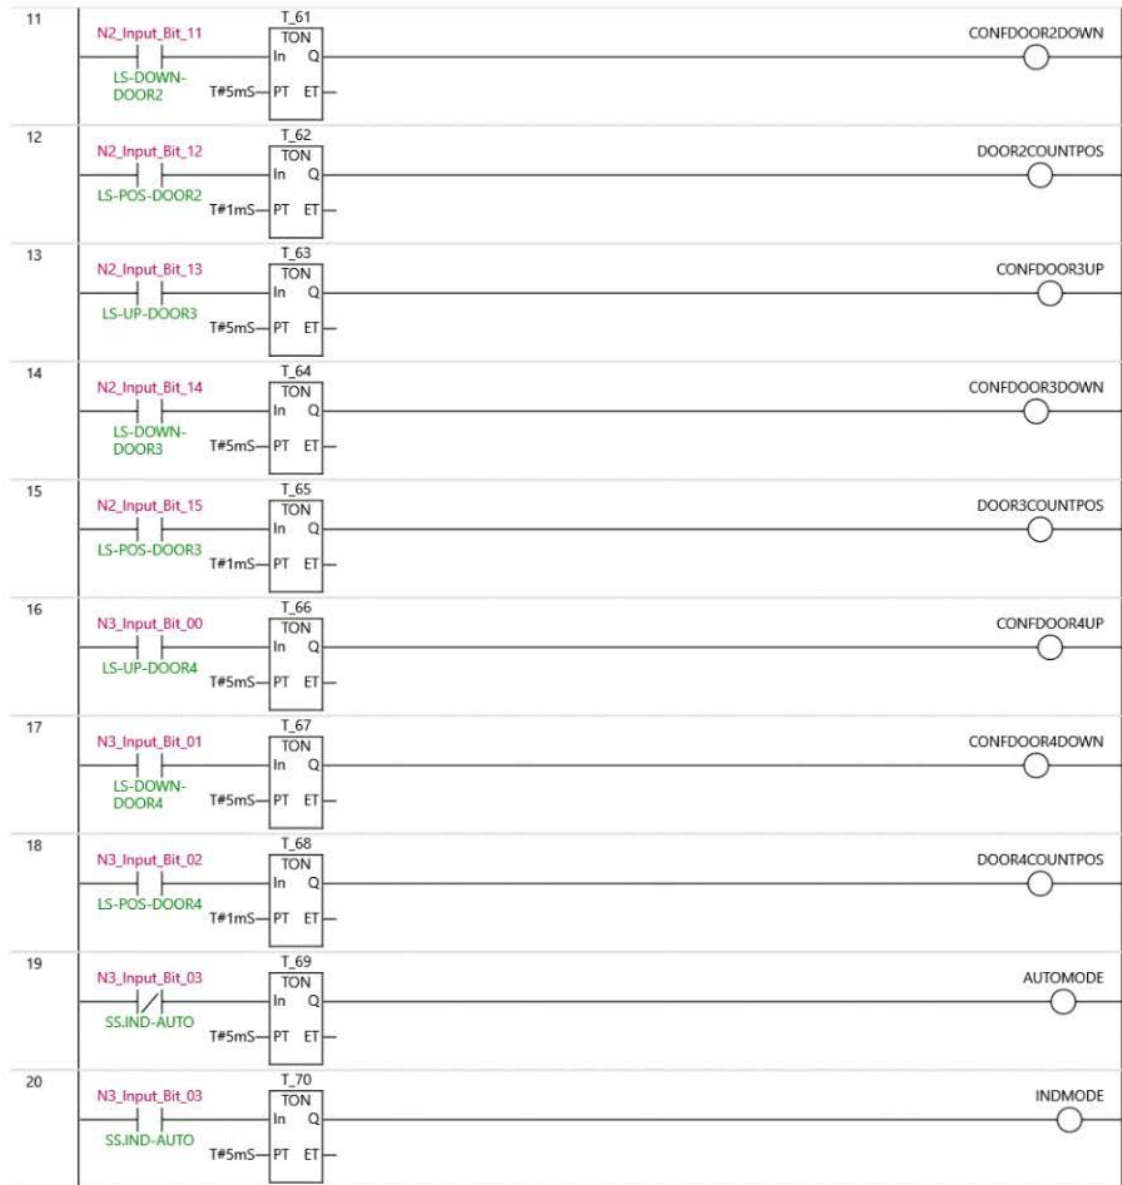 11
N2_Input_Bit_11
T_61
TON
In Q
CONFDOOR2DOWN
LS-DOWN-
DOOR2
T#5mS PT ET
12
N2_Input_Bit_12
T_62
TON
In Q
DOOR2COUNTPOS
LS-POS-DOOR2
T#1mS PT ET
13
N2_Input_Bit_13
T_63
TON
In Q
CONFDOOR3UP
LS-UP-DOOR3
T#5mS PT ET
14
N2_Input_Bit_14
T_64
TON
In Q
CONFDOOR3DOWN
LS-DOWN-
DOOR3
T#5mS PT ET
15
N2_Input_Bit_15
T_65
TON
In Q
DOOR3COUNTPOS
LS-POS-DOOR3
T#1mS PT ET
16
N3_Input_Bit_00
T_66
TON
In Q
CONFDOOR4UP
LS-UP-DOOR4
T#5mS PT ET
17
N3_Input_Bit_01
T_67
TON
In Q
CONFDOOR4DOWN
LS-DOWN-
DOOR4
T#5mS PT ET
18
N3_Input_Bit_02
T_68
TON
In Q
DOOR4COUNTPOS
LS-POS-DOOR4
T#1mS PT ET
19
N3_Input_Bit_03
T_69
TON
In Q
AUTOMODE
SS.IND-AUTO
T#5mS PT ET
20
N3_Input_Bit_03
T_70
TON
In Q
INDMODE
SS.IND-AUTO
T#5mS PT ET